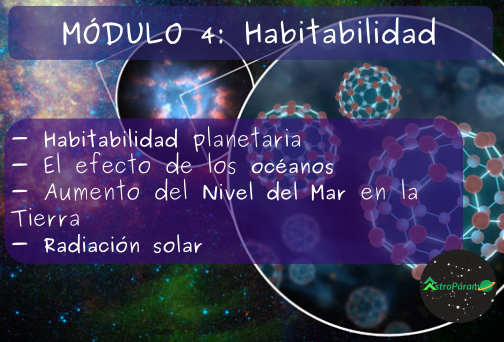 MÓDULO 4: Habitabilidad
– Habitabilidad planetaria
– El efecto de los océanos
– Aumento del Nivel del Mar en la
Tierra
– Radiación solar
AstroPáramo